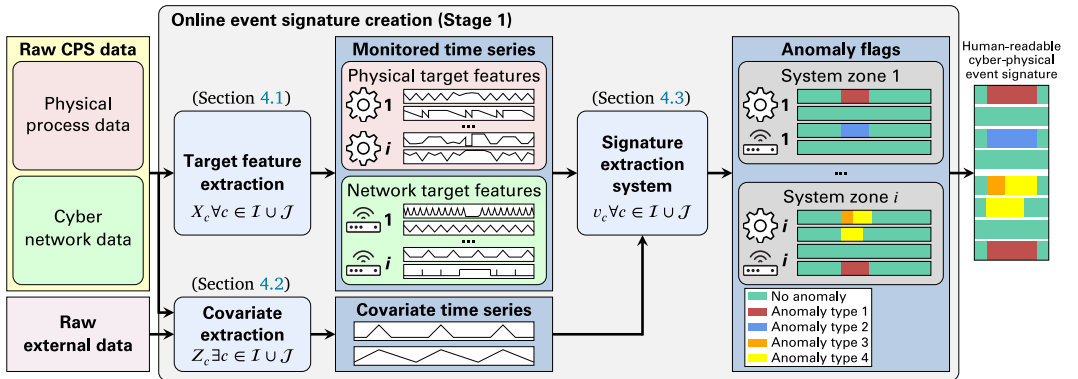 Online event signature creation (Stage 1)
Raw CPS data
Physical
process data
Cyber
network data
Raw
external data
(Section 4.1)
Target feature
extraction
X_c∀c ∈ I ∪ J
(Section 4.2)
Covariate
extraction
Z_c∃c ∈ I ∪ J
Monitored time series
Physical target features
1
...
i
Network target features
1
...
i
Covariate time series
(Section 4.3)
Signature
extraction
system
v_c∀c ∈ I ∪ J
Anomaly flags
System zone 1
1
1
...
System zone i
i
i
No anomaly
Anomaly type 1
Anomaly type 2
Anomaly type 3
Anomaly type 4
Human-readable
cyber-physical
event signature